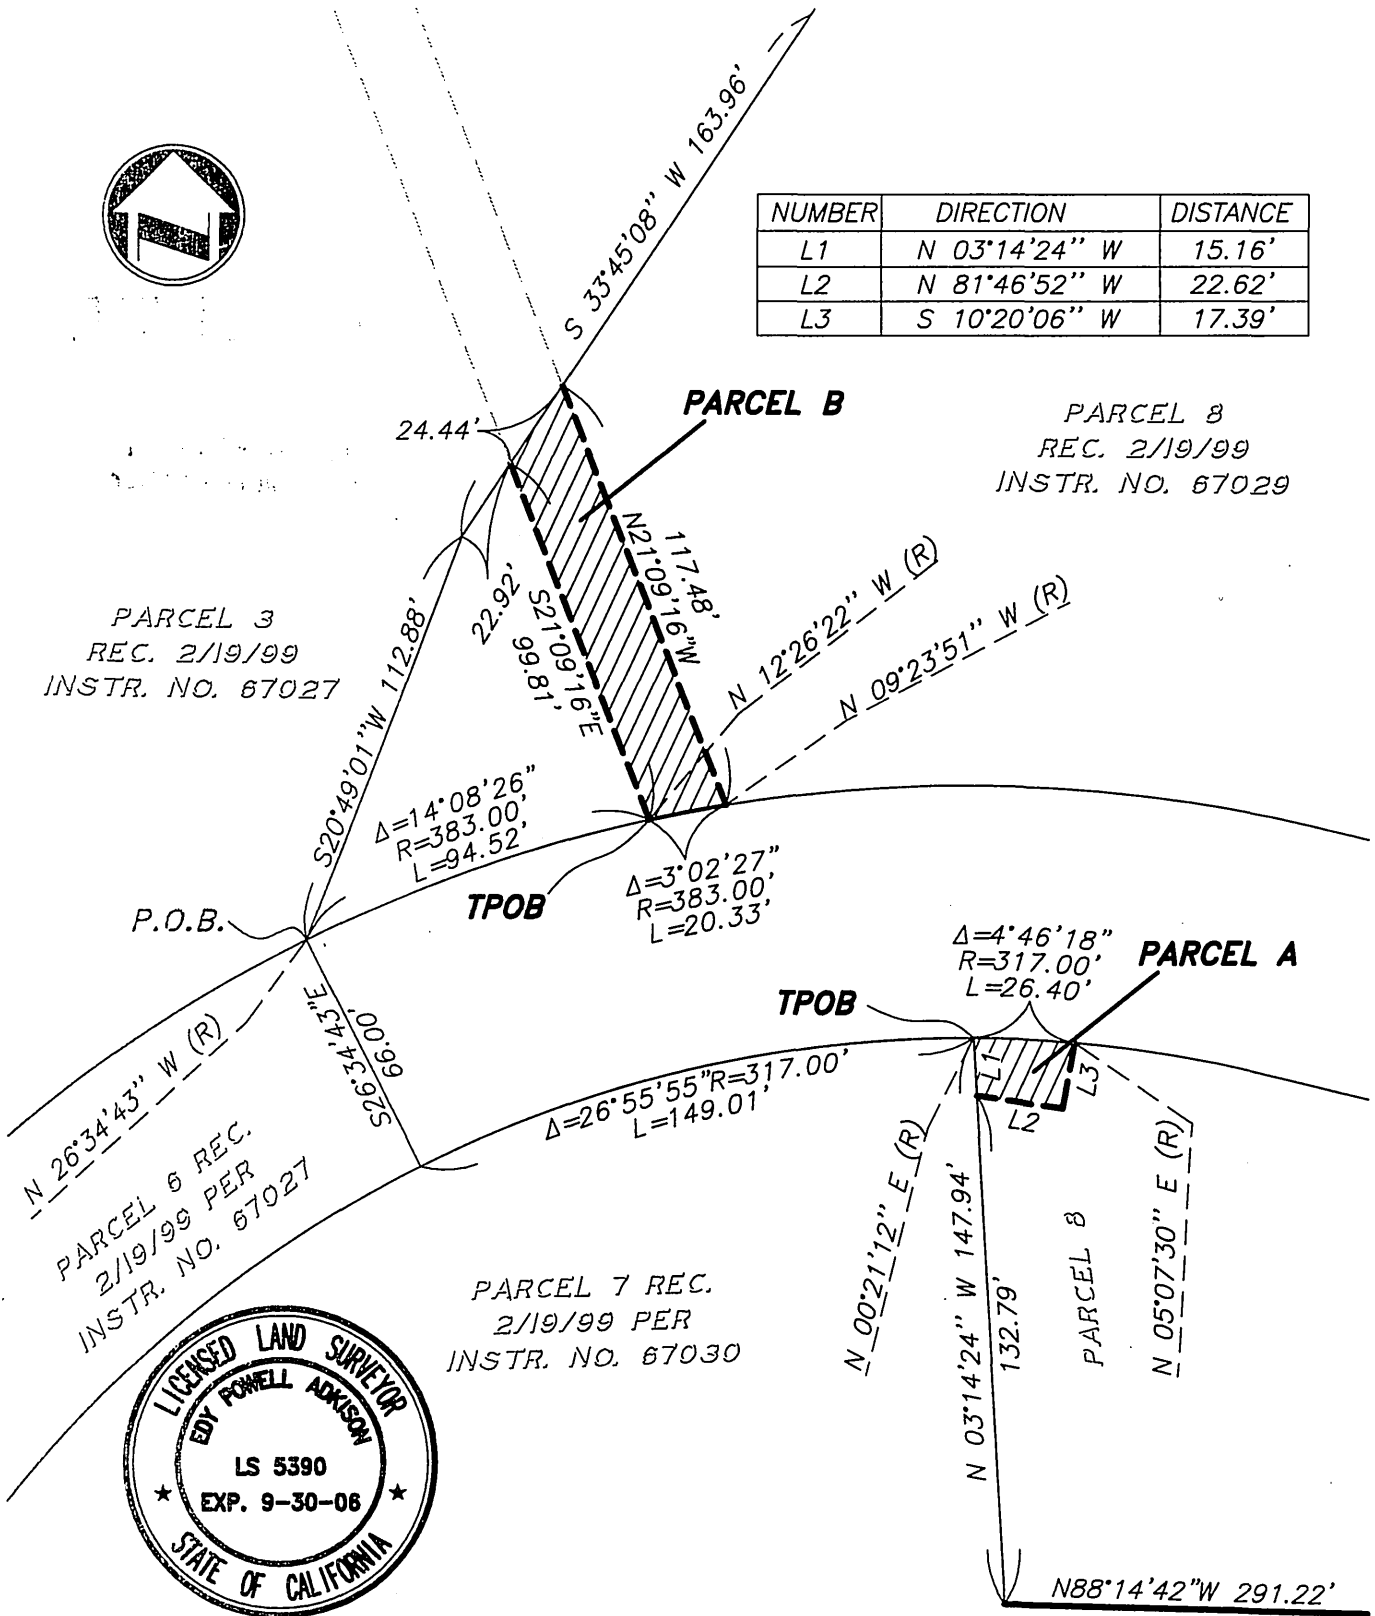 S 33°45'08" W 163.96'
NUMBER DIRECTION DISTANCE
L1 N 03°14'24" W 15.16'
L2 N 81°46'52" W 22.62'
L3 S 10°20'06" W 17.39'
PARCEL B
24.44'
PARCEL 8
REC. 2/19/99
INSTR. NO. 67029
117.48'
N21°09'16"W
22.92'
S21°09'16"E
99.81'
N 12°26'22" W (R)
N 09°23'51" W (R)
PARCEL 3
REC. 2/19/99
INSTR. NO. 67027
S20°49'01"W 112.88'
Δ=14°08'26"
R=383.00'
L=94.52'
Δ=3°02'27"
R=383.00'
L=20.33'
TPOB
P.O.B.
Δ=4°46'18"
R=317.00'
L=26.40'
PARCEL A
TPOB
N 26°34'43" W (R)
S26°34'43"E
66.00'
Δ=26°55'55" R=317.00'
L=149.01'
L1
L2
L3
PARCEL 6 REC.
2/19/99 PER
INSTR. NO. 67027
PARCEL 7 REC.
2/19/99 PER
INSTR. NO. 67030
N 00°21'12" E (R)
N 03°14'24" W 147.94'
132.79'
PARCEL 8
N 05°07'30" E (R)
LICENSED LAND SURVEYOR
EDY POWELL ADKISON
LS 5390
EXP. 9-30-06
STATE OF CALIFORNIA
N88°14'42"W 291.22'